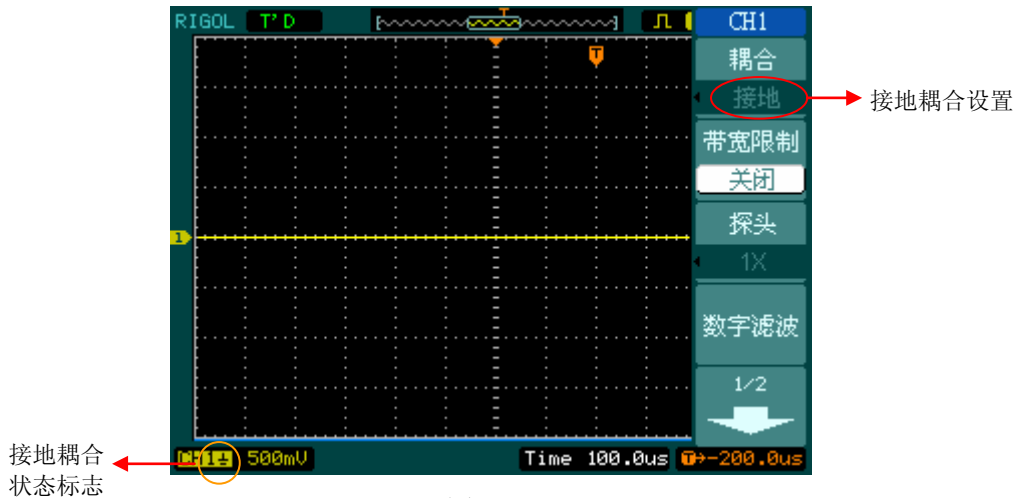 RIGOL T'D T CH1
耦合
T
接地
接地耦合设置
带宽限制
关闭
探头
1
1X
数字滤波
1/2
接地耦合
状态标志
CH1 500mV Time 100.0us T→-200.0us